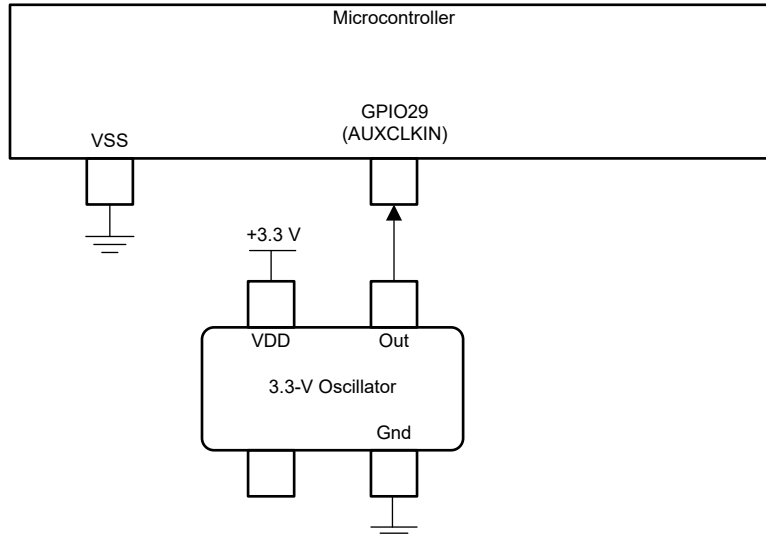 Microcontroller
GPIO29
(AUXCLKIN)
VSS
+3.3 V
VDD
Out
3.3-V Oscillator
Gnd